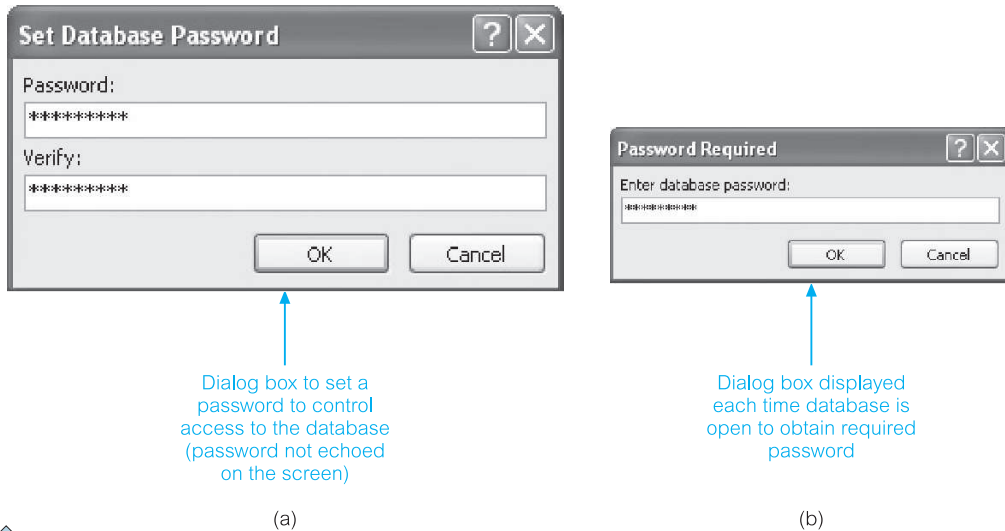 Set Database Password
Password:
*********
Verify:
*********
OK Cancel
Dialog box to set a
password to control
access to the database
(password not echoed
on the screen)
(a)
Password Required
Enter database password:
***********
OK Cancel
Dialog box displayed
each time database is
open to obtain required
password
(b)